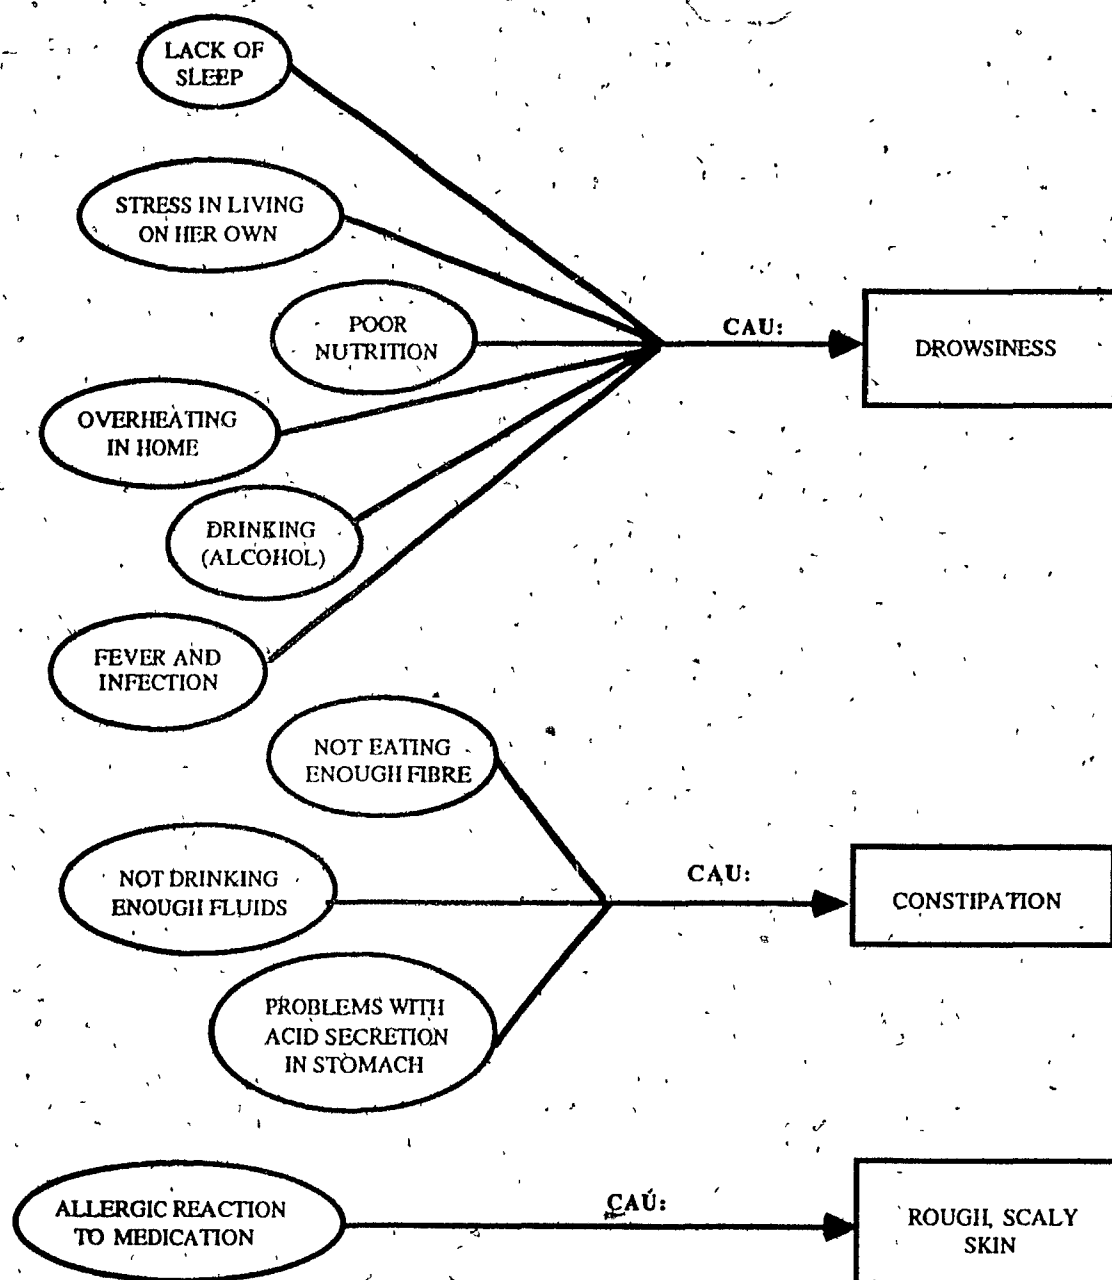 LACK OF
SLEEP
STRESS IN LIVING
ON HER OWN
POOR
NUTRITION
CAU:
DROWSINESS
OVERHEATING
IN HOME
DRINKING
(ALCOHOL)
FEVER AND
INFECTION
NOT EATING
ENOUGH FIBRE
NOT DRINKING
ENOUGH FLUIDS
CAU:
CONSTIPATION
PROBLEMS WITH
ACID SECRETION
IN STOMACH
ALLERGIC REACTION
TO MEDICATION
CAU:
ROUGH, SCALY
SKIN